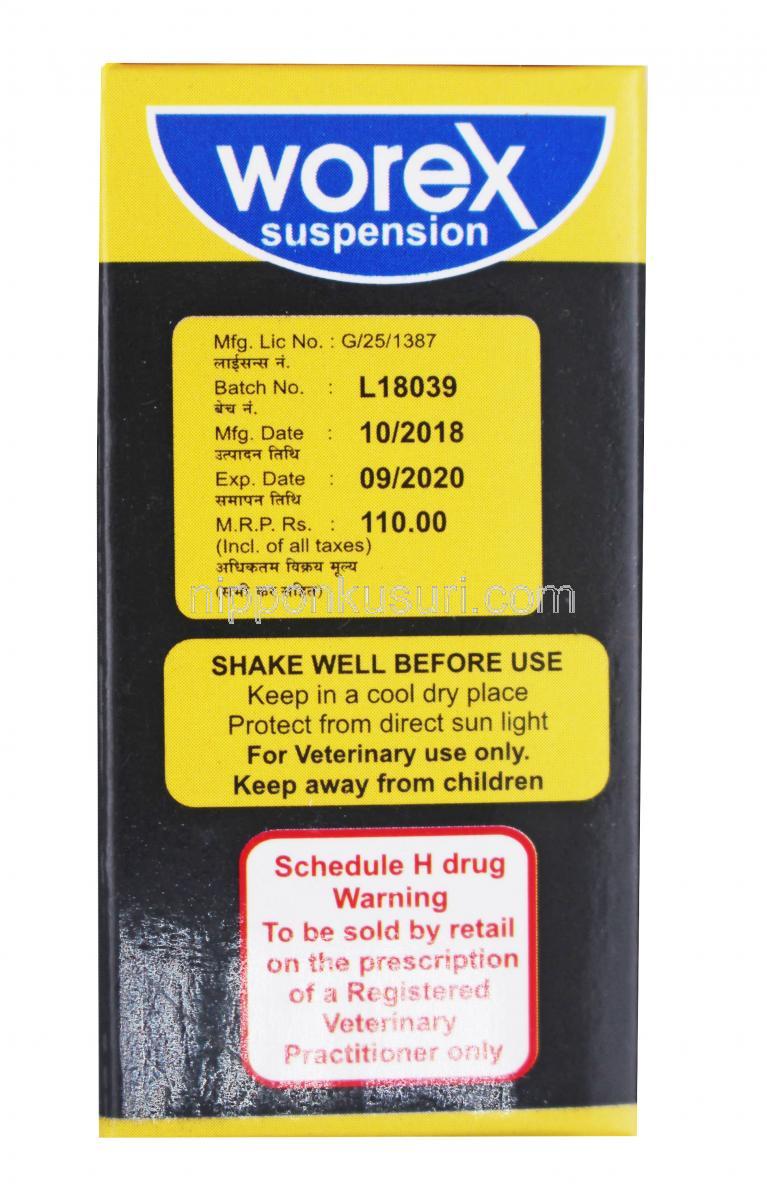 worex
suspension
Mfg. Lic No. : G/25/1387
लाईसन्स नं.
Batch No. : L18039
बेच नं.
Mfg. Date : 10/2018
उत्पादन तिथि
Exp. Date : 09/2020
समापन तिथि
M.R.P. Rs. : 110.00
(Incl. of all taxes)
अधिकतम विक्रय मूल्य
(सभी कर सहित)
nipponkusuri.com
SHAKE WELL BEFORE USE
Keep in a cool dry place
Protect from direct sun light
For Veterinary use only.
Keep away from children
Schedule H drug
Warning
To be sold by retail
on the prescription
of a Registered
Veterinary
Practitioner only